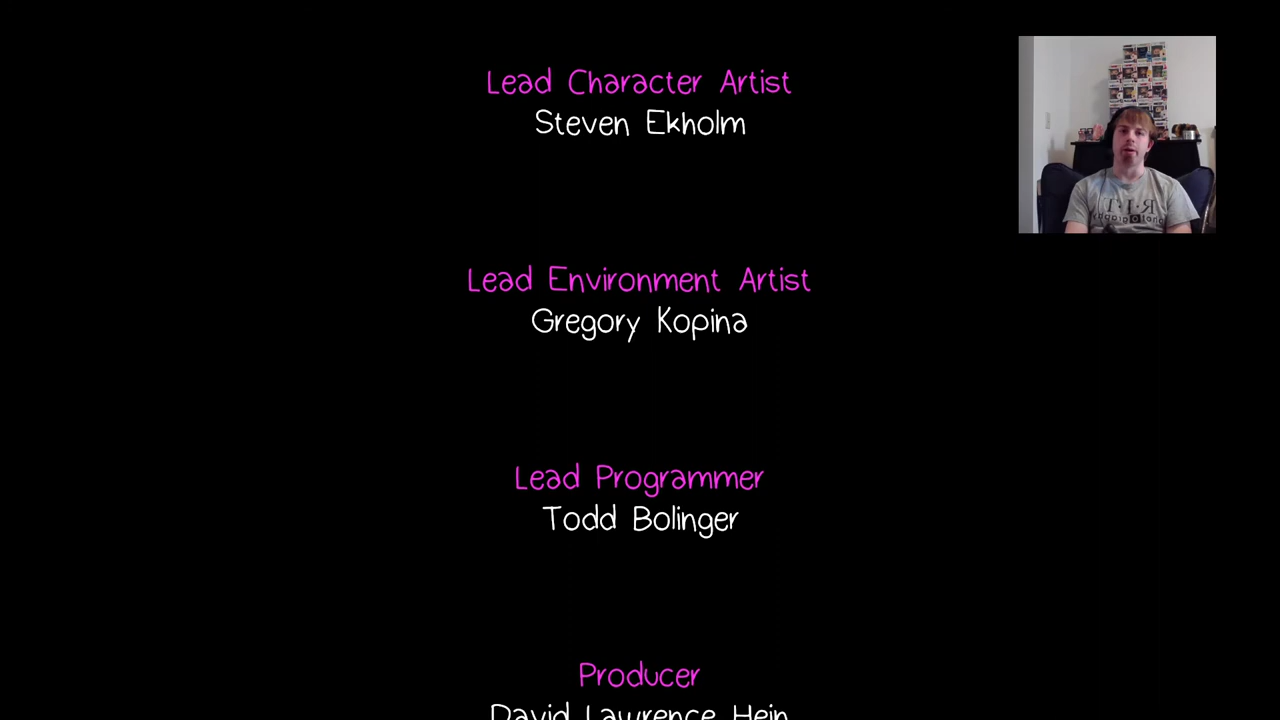 Lead Character Artist
Steven Ekholm
Lead Environment Artist
Gregory Kopina
Lead Programmer
Todd Bolinger
Producer
David Lawrence Hein
R·I·T